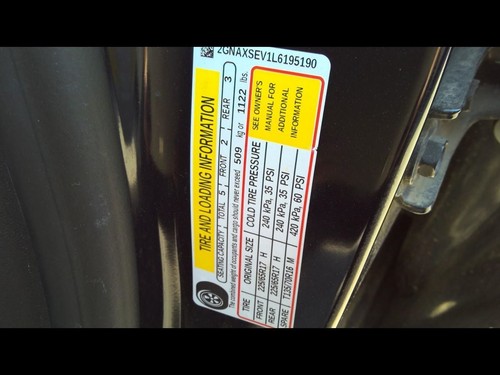 2GNAXSEV1L6195190
TIRE AND LOADING INFORMATION
SEATING CAPACITY TOTAL 5 FRONT 2 REAR 3
The combined weight of occupants and cargo should never exceed 509 kg or 1122 lbs.
TIRE ORIGINAL SIZE COLD TIRE PRESSURE
FRONT 225/65R17 H 240 kPa, 35 PSI
REAR 225/65R17 H 240 kPa, 35 PSI
SPARE T135/70R16 M 420 kPa, 60 PSI
SEE OWNER'S
MANUAL FOR
ADDITIONAL
INFORMATION